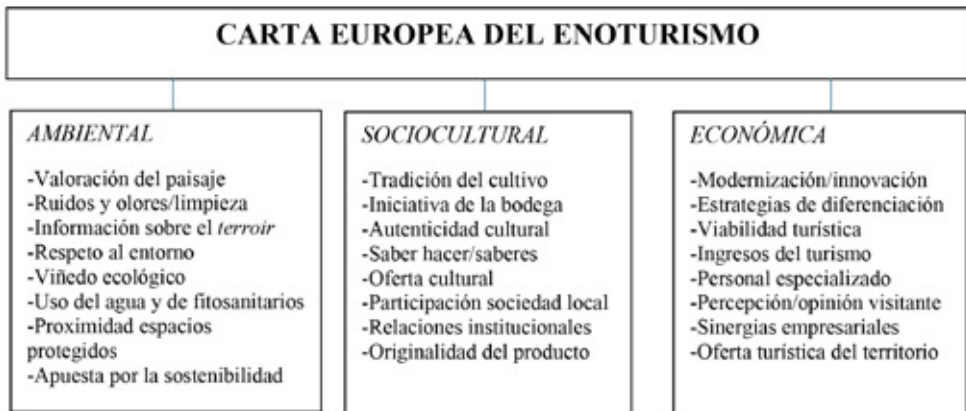 CARTA EUROPEA DEL ENOTURISMO
AMBIENTAL
-Valoración del paisaje
-Ruidos y olores/limpieza
-Información sobre el terroir
-Respeto al entorno
-Viñedo ecológico
-Uso del agua y de fitosanitarios
-Proximidad espacios
protegidos
-Apuesta por la sostenibilidad
SOCIOCULTURAL
-Tradición del cultivo
-Iniciativa de la bodega
-Autenticidad cultural
-Saber hacer/saberes
-Oferta cultural
-Participación sociedad local
-Relaciones institucionales
-Originalidad del producto
ECONÓMICA
-Modernización/innovación
-Estrategias de diferenciación
-Viabilidad turística
-Ingresos del turismo
-Personal especializado
-Percepción/opinión visitante
-Sinergias empresariales
-Oferta turística del territorio